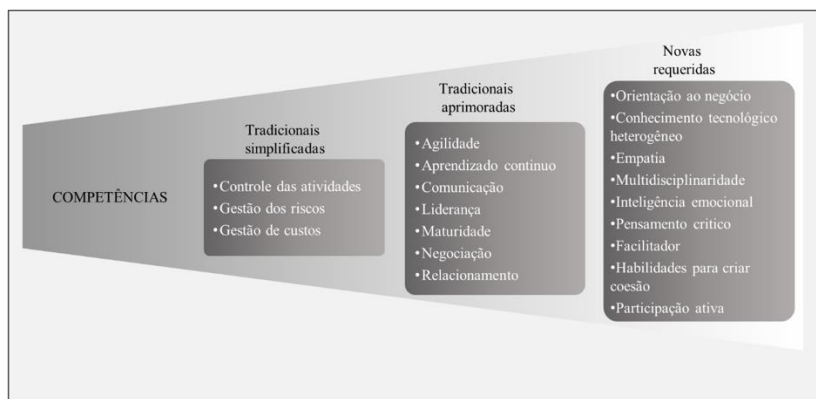 COMPETÊNCIAS
Tradicionais
simplificadas
•Controle das atividades
•Gestão dos riscos
•Gestão de custos
Tradicionais
aprimoradas
•Agilidade
•Aprendizado continuo
•Comunicação
•Liderança
•Maturidade
•Negociação
•Relacionamento
Novas
requeridas
•Orientação ao negócio
•Conhecimento tecnológico
heterogêneo
•Empatia
•Multidisciplinaridade
•Inteligência emocional
•Pensamento critico
•Facilitador
•Habilidades para criar
coesão
•Participação ativa